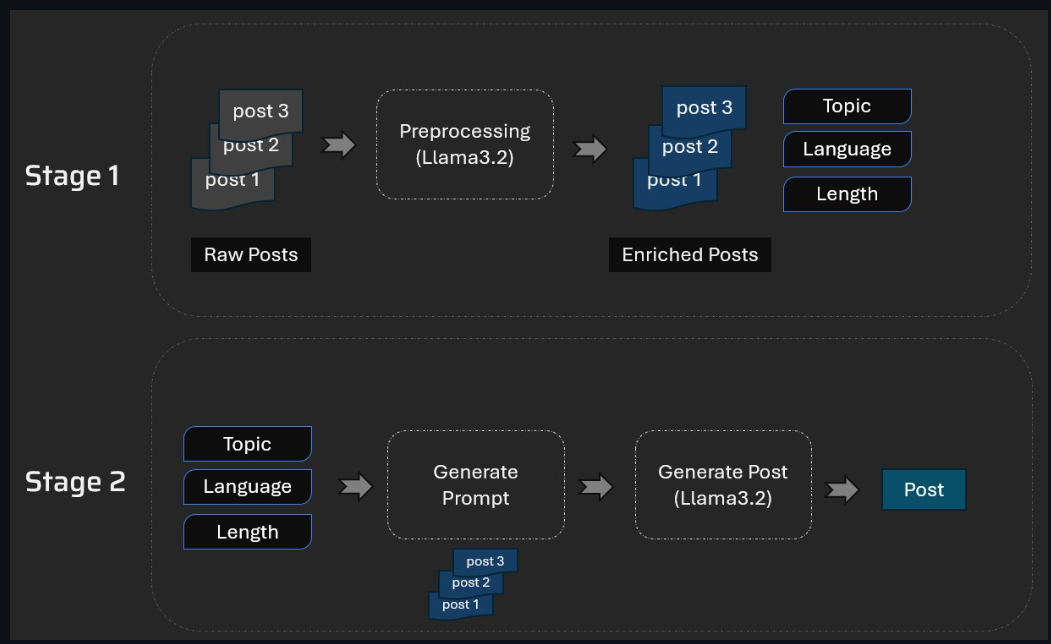 Stage 1
post 3
post 2
post 1
Raw Posts
Preprocessing
(Llama3.2)
post 3
post 2
post 1
Enriched Posts
Topic
Language
Length
Stage 2
Topic
Language
Length
Generate
Prompt
post 3
post 2
post 1
Generate Post
(Llama3.2)
Post